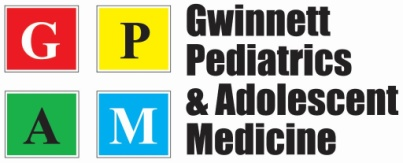 G P
A M
Gwinnett
Pediatrics
& Adolescent
Medicine